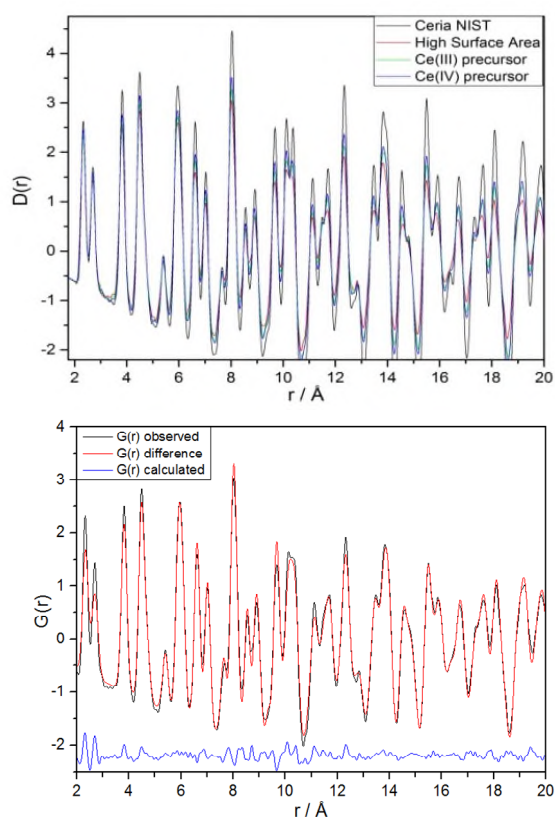 Ceria NIST
High Surface Area
Ce(III) precursor
Ce(IV) precursor
D(r)
4
3
2
1
0
-1
-2
2 4 6 8 10 12 14 16 18 20
r / Å
G(r) observed
G(r) difference
G(r) calculated
G(r)
4
3
2
1
0
-1
-2
2 4 6 8 10 12 14 16 18 20
r / Å